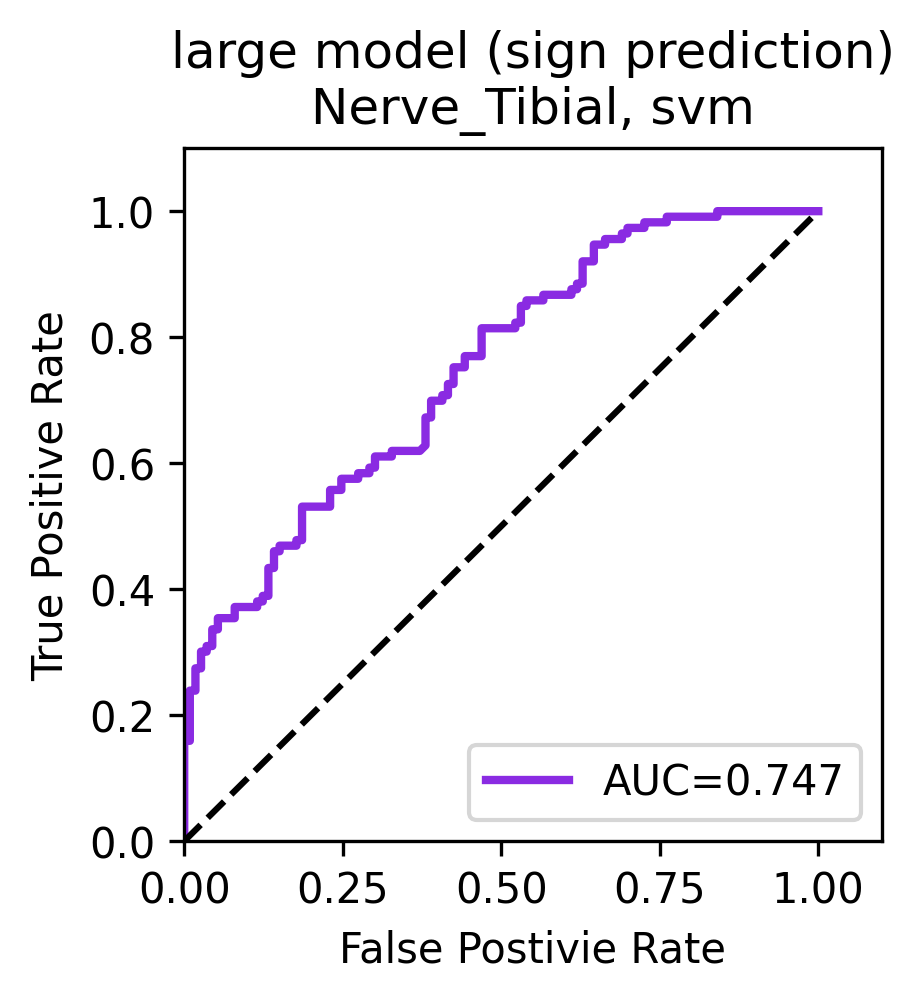 large model (sign prediction)
Nerve_Tibial, svm
1.0
0.8
0.6
0.4
0.2
0.0
True Positive Rate
AUC=0.747
0.00 0.25 0.50 0.75 1.00
False Postivie Rate